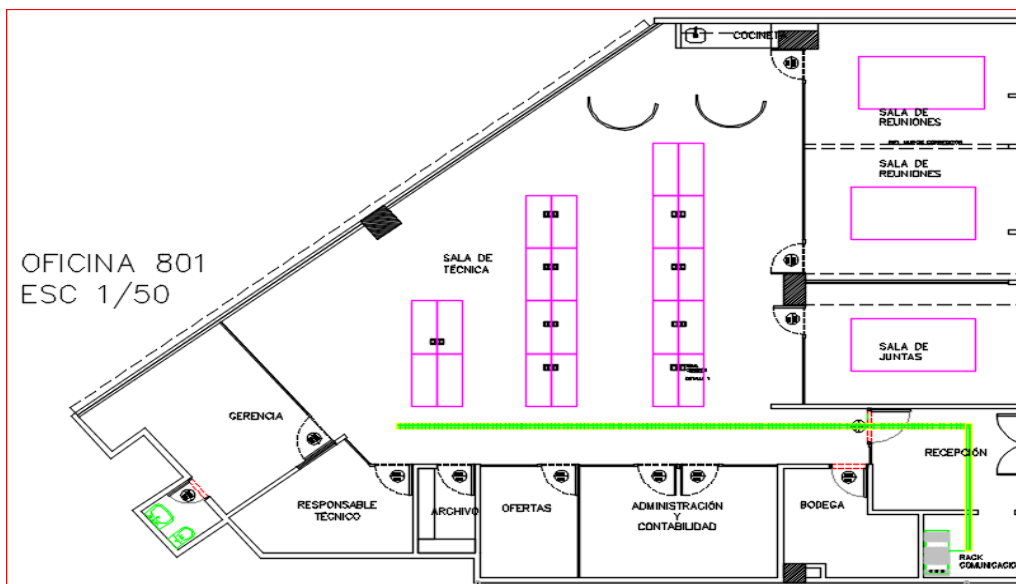 COCINETA
SALA DE
REUNIONES
SALA DE
REUNIONES
OFICINA 801
ESC 1/50
SALA DE
TÉCNICA
SALA DE
JUNTAS
GERENCIA
RECEPCIÓN
RESPONSABLE
TÉCNICO
ARCHIVO
OFERTAS
ADMINISTRACIÓN
Y
CONTABILIDAD
BODEGA
RACK
COMUNICACIO